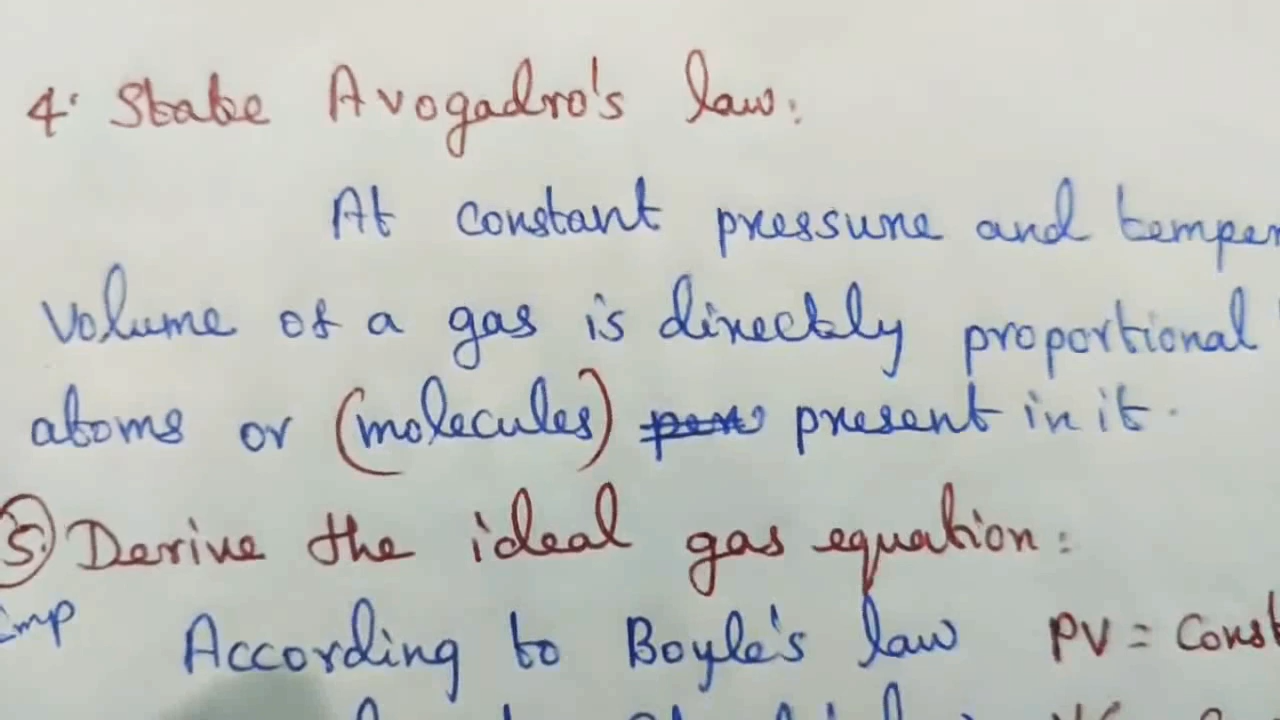 4. State Avogadro's law:
At constant pressure and temper
Volume of a gas is directly proportional
atoms or (molecules) present in it.
5. Derive the ideal gas equation:
Imp According to Boyle's law PV = Const